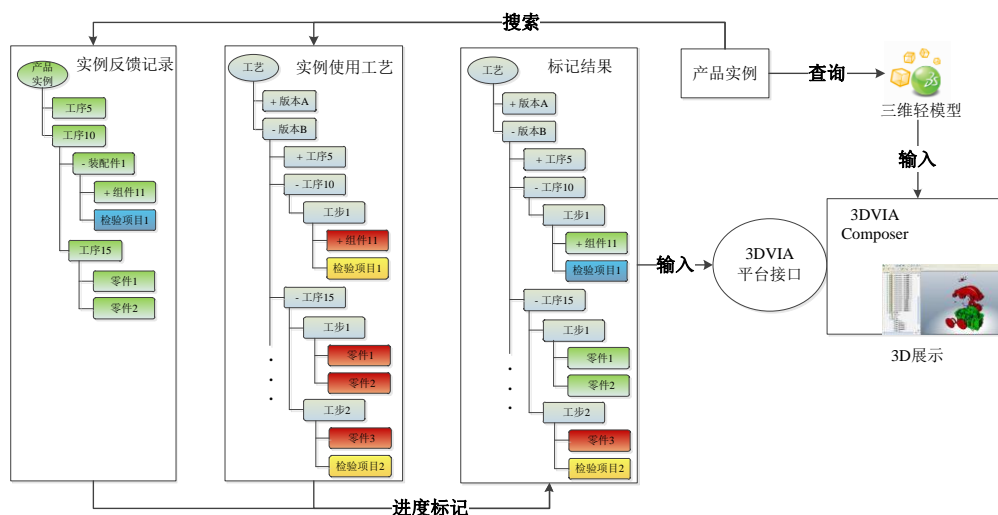 搜索
实例反馈记录
产品
实例
工序5
工序10
- 装配件1
+ 组件11
检验项目1
工序15
零件1
零件2
实例使用工艺
工艺
+ 版本A
- 版本B
+ 工序5
- 工序10
工步1
+ 组件11
检验项目1
- 工序15
工步1
零件1
零件2
工步2
零件3
检验项目2
标记结果
工艺
+ 版本A
- 版本B
+ 工序5
- 工序10
工步1
+ 组件11
检验项目1
- 工序15
工步1
零件1
零件2
工步2
零件3
检验项目2
进度标记
产品实例
查询
三维轻模型
输入
输入
3DVIA
平台接口
3DVIA
Composer
3D展示